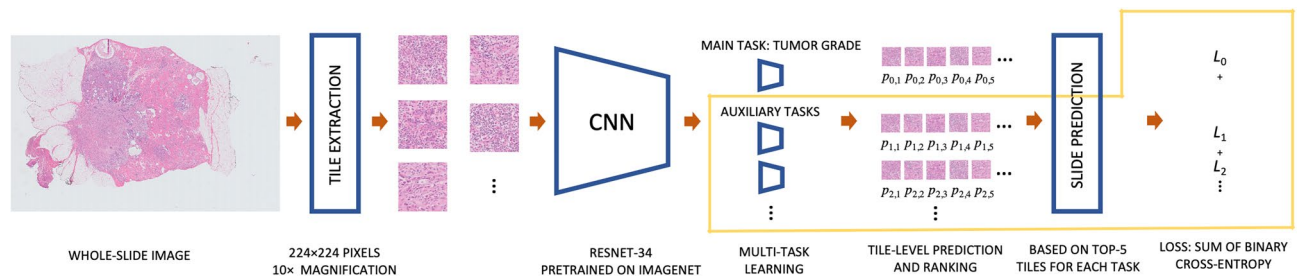 MAIN TASK: TUMOR GRADE
AUXILIARY TASKS
TILE EXTRACTION
CNN
p0,1 p0,2 p0,3 p0,4 p0,5
...
p1,1 p1,2 p1,3 p1,4 p1,5
...
p2,1 p2,2 p2,3 p2,4 p2,5
...
SLIDE PREDICTION
L0
+
L1
+
L2
WHOLE-SLIDE IMAGE
224×224 PIXELS
10× MAGNIFICATION
RESNET-34
PRETRAINED ON IMAGENET
MULTI-TASK
LEARNING
TILE-LEVEL PREDICTION
AND RANKING
BASED ON TOP-5
TILES FOR EACH TASK
LOSS: SUM OF BINARY
CROSS-ENTROPY